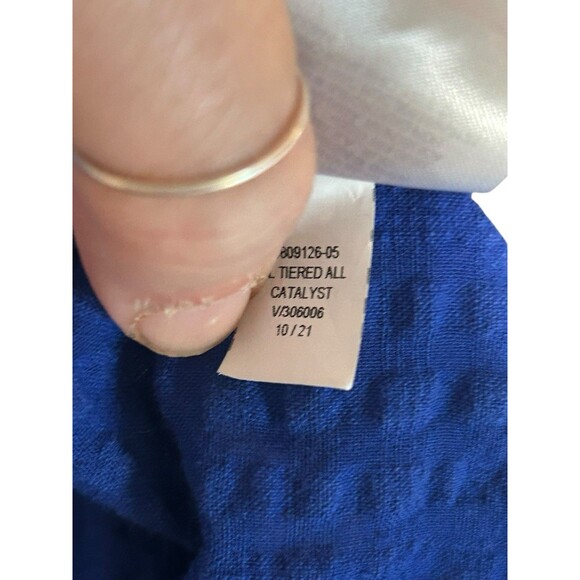 809126-05
TIERED ALL
CATALYST
V/306006
10 / 21